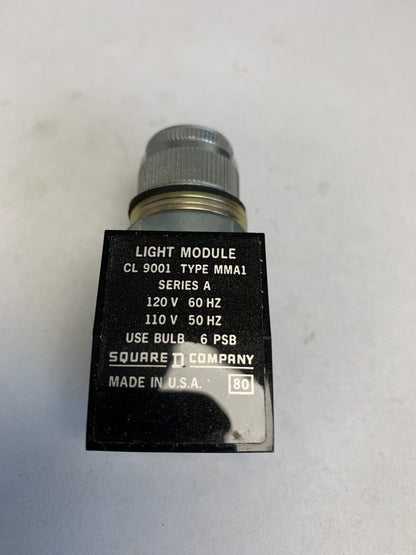 LIGHT MODULE
CL 9001 TYPE MMA1
SERIES A
120 V 60 HZ
110 V 50 HZ
USE BULB 6 PSB
SQUARE D COMPANY
MADE IN U.S.A. 80